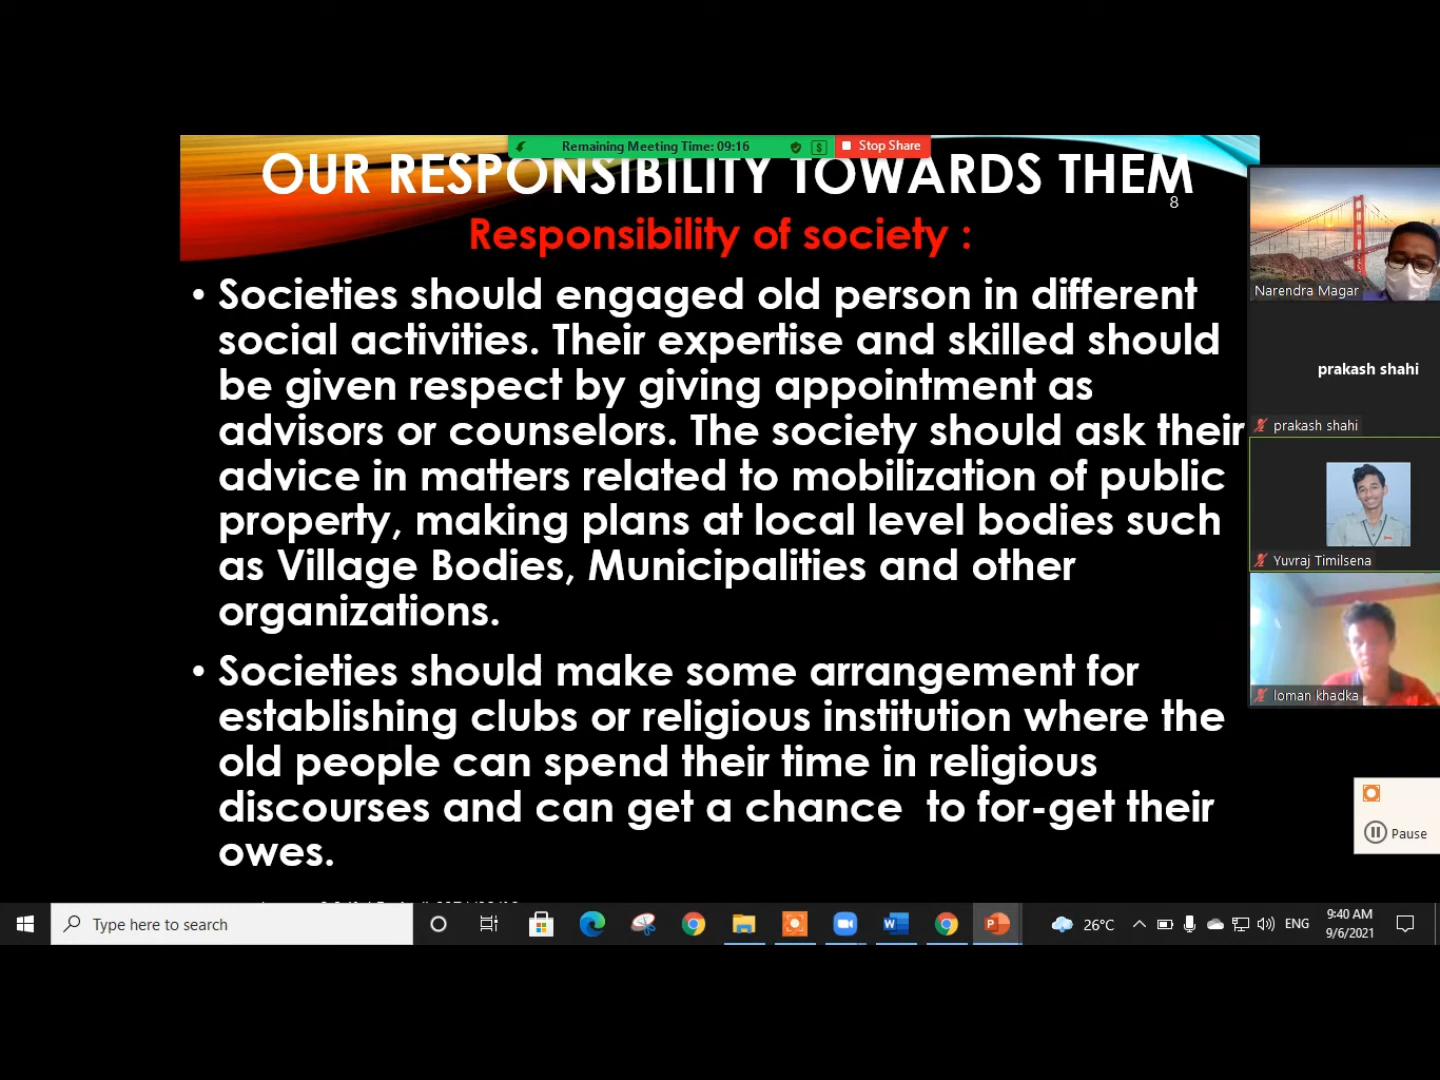 Remaining Meeting Time: 09:16
Stop Share
OUR RESPONSIBILITY TOWARDS THEM
8
Responsibility of society :
• Societies should engaged old person in different
social activities. Their expertise and skilled should
be given respect by giving appointment as
advisors or counselors. The society should ask their
advice in matters related to mobilization of public
property, making plans at local level bodies such
as Village Bodies, Municipalities and other
organizations.
• Societies should make some arrangement for
establishing clubs or religious institution where the
old people can spend their time in religious
discourses and can get a chance  to for-get their
owes.
Narendra Magar
prakash shahi
prakash shahi
Yuvraj Timilsena
loman khadka
Pause
Type here to search
26°C
ENG
9:40 AM
9/6/2021